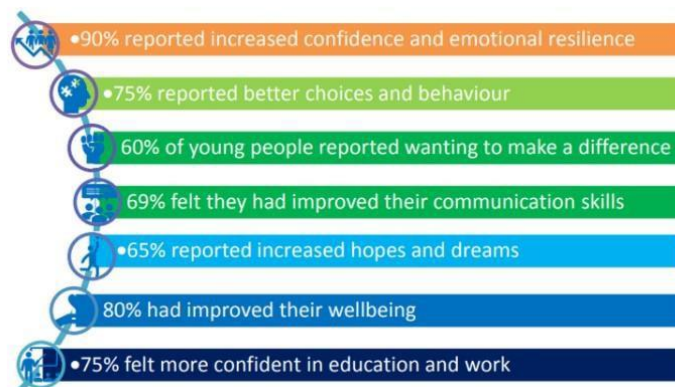 •90% reported increased confidence and emotional resilience
•75% reported better choices and behaviour
60% of young people reported wanting to make a difference
69% felt they had improved their communication skills
•65% reported increased hopes and dreams
80% had improved their wellbeing
•75% felt more confident in education and work